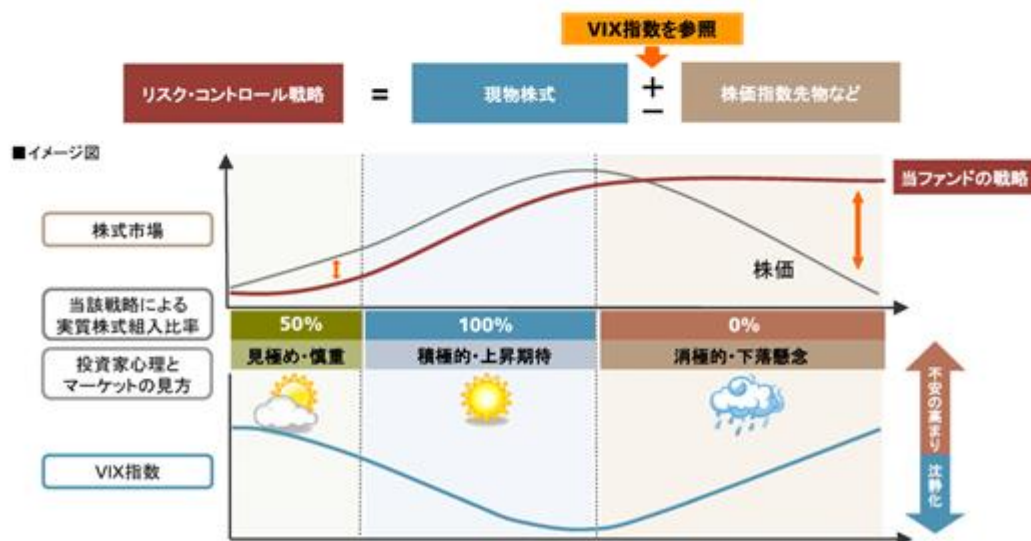 VIX指数を参照
リスク・コントロール戦略 = 現物株式 + − 株価指数先物など
■イメージ図
当ファンドの戦略
株式市場
株価
当該戦略による
実質株式組入比率
50% 100% 0%
見極め・慎重 積極的・上昇期待 消極的・下落懸念
投資家心理と
マーケットの見方
不安の高まり
沈静化
VIX指数